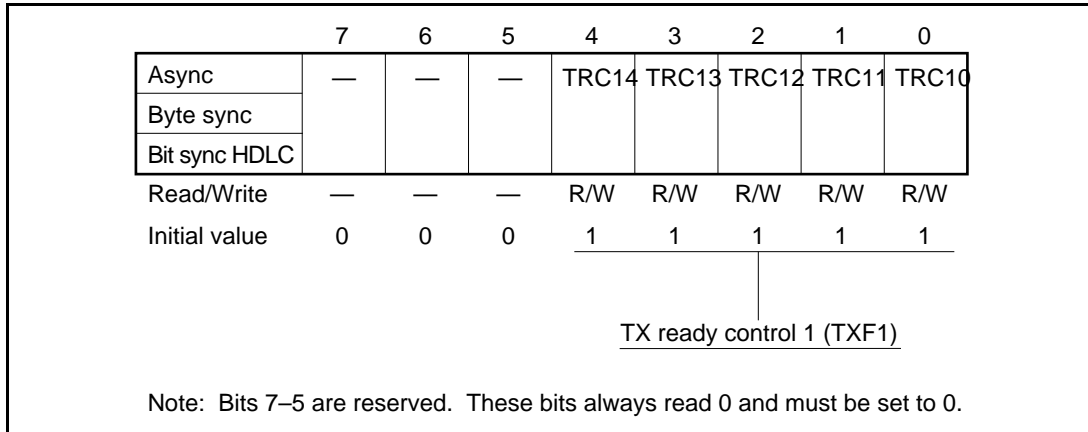 7 6 5 4 3 2 1 0
Async — — — TRC14 TRC13 TRC12 TRC11 TRC10
Byte sync
Bit sync HDLC
Read/Write — — — R/W R/W R/W R/W R/W
Initial value 0 0 0 1 1 1 1 1
TX ready control 1 (TXF1)
Note: Bits 7–5 are reserved. These bits always read 0 and must be set to 0.